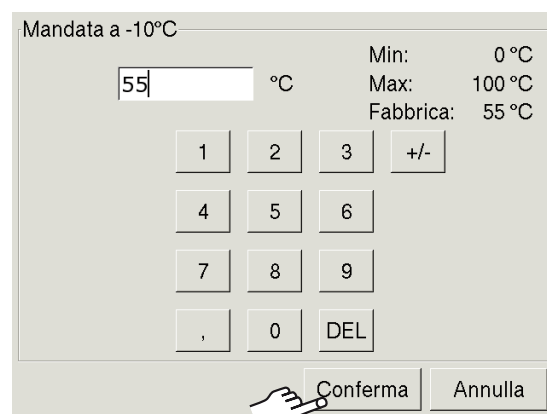 Mandata a -10°C
Min: 0 °C
55 °C Max: 100 °C
Fabbrica: 55 °C
1 2 3 +/-
4 5 6
7 8 9
, 0 DEL
Conferma Annulla